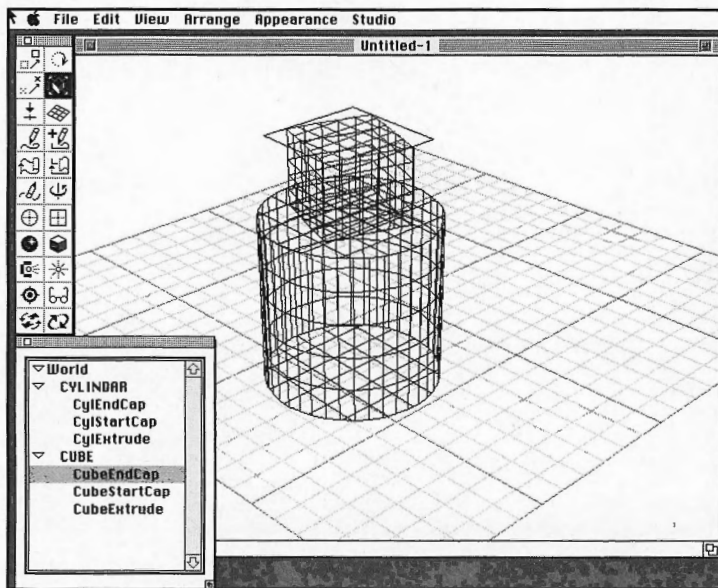 File Edit View Arrange Appearance Studio
Untitled-1
World
CYLINDAR
CylEndCap
CylStartCap
CylExtrude
CUBE
CubeEndCap
CubeStartCap
CubeExtrude